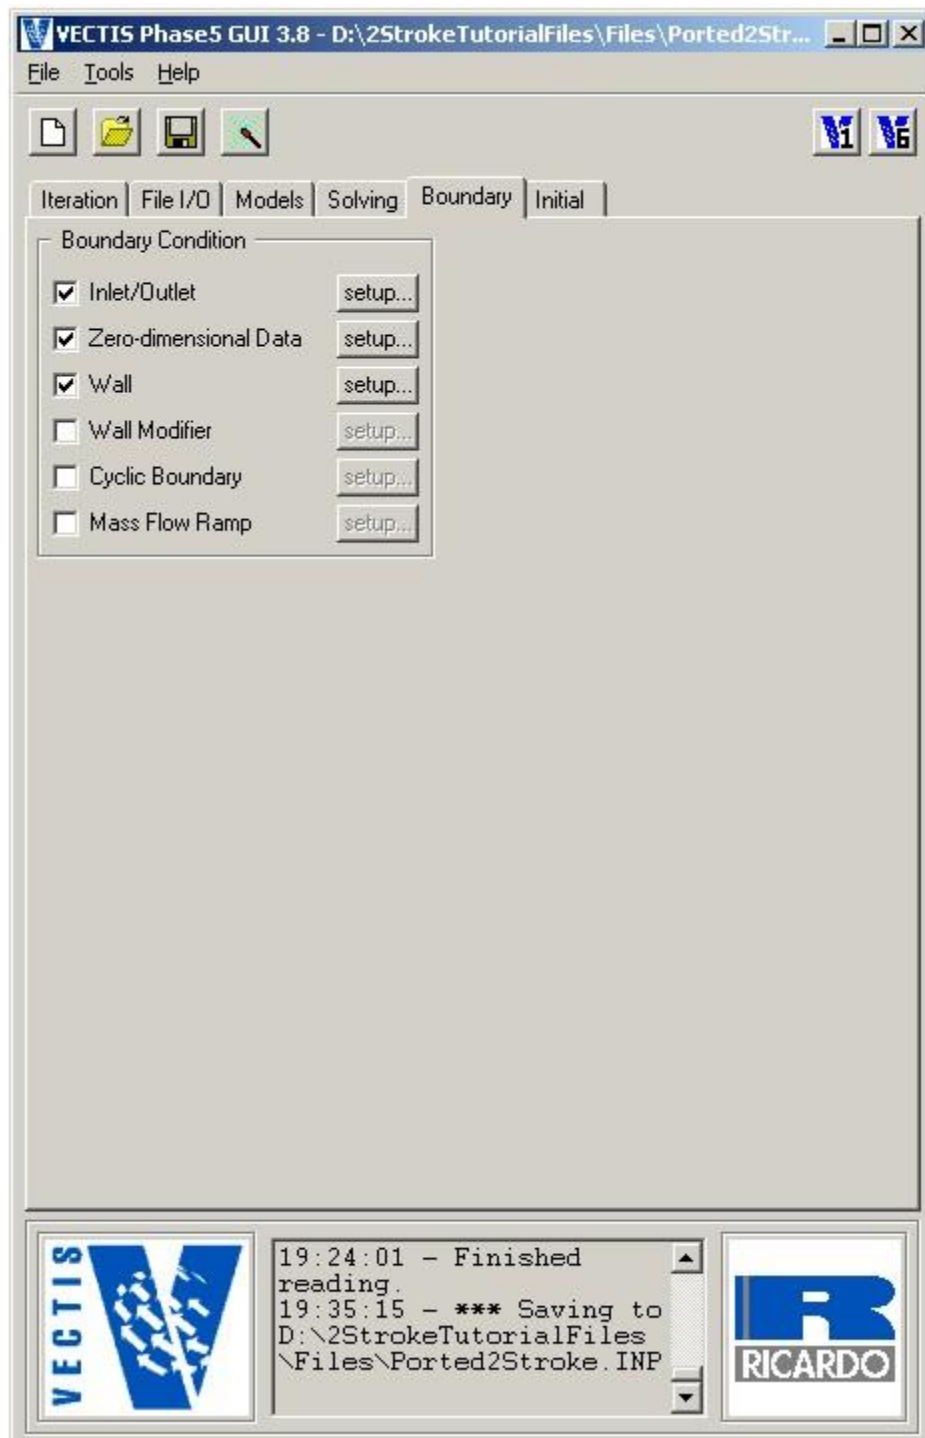 VECTIS Phase5 GUI 3.8 - D:\2StrokeTutorialFiles\Files\Ported2Str...
File Tools Help
V1 V6
Iteration File I/O Models Solving Boundary Initial
Boundary Condition
Inlet/Outlet setup...
Zero-dimensional Data setup...
Wall setup...
Wall Modifier setup...
Cyclic Boundary setup...
Mass Flow Ramp setup...
VECTIS
19:24:01 - Finished
reading.
19:35:15 - *** Saving to
D:\2StrokeTutorialFiles
\Files\Ported2Stroke.INP
RICARDO